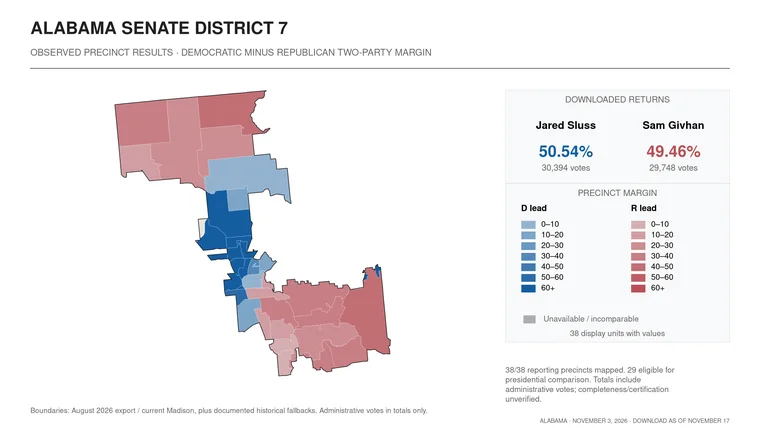 ALABAMA SENATE DISTRICT 7
OBSERVED PRECINCT RESULTS · DEMOCRATIC MINUS REPUBLICAN TWO-PARTY MARGIN
DOWNLOADED RETURNS
Jared Sluss
Sam Givhan
50.54%
49.46%
30,394 votes
29,748 votes
PRECINCT MARGIN
D lead
R lead
0–10
0–10
10–20
10–20
20–30
20–30
30–40
30–40
40–50
40–50
50–60
50–60
60+
60+
Unavailable / incomparable
38 display units with values
38/38 reporting precincts mapped. 29 eligible for
presidential comparison. Totals include
administrative votes; completeness/certification
unverified.
Boundaries: August 2026 export / current Madison, plus documented historical fallbacks. Administrative votes in totals only.
ALABAMA · NOVEMBER 3, 2026 · DOWNLOAD AS OF NOVEMBER 17